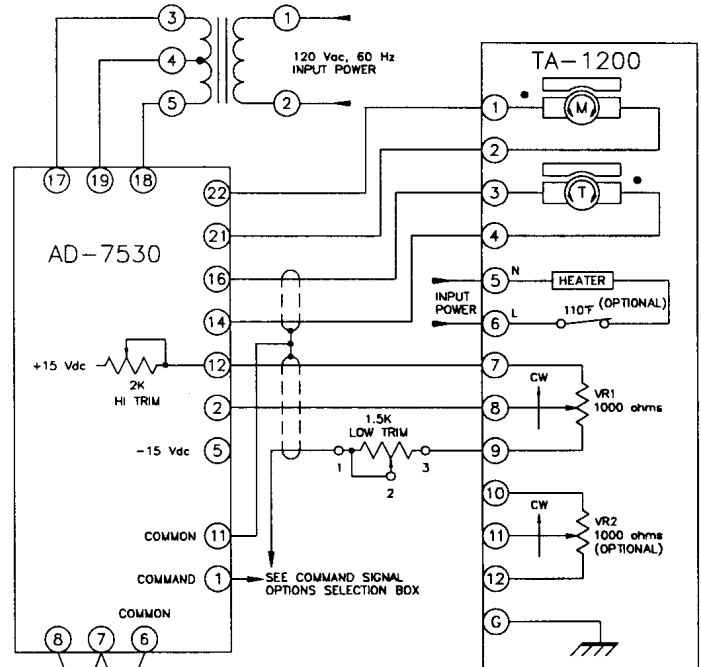 3
1
4
120 Vac, 60 Hz
INPUT POWER
5
2
TA-1200
1
M
2
17
19
18
22
3
T
21
4
AD-7530
16
5
N
HEATER
INPUT
POWER
110°F
(OPTIONAL)
14
6
L
+15 Vdc
12
7
2K
HI TRIM
CW
VR1
1000 ohms
2
8
1.5K
LOW TRIM
-15 Vdc
5
1
3
9
2
10
COMMON
11
11
CW
VR2
1000 ohms
(OPTIONAL)
COMMAND
1
SEE COMMAND SIGNAL
OPTIONS SELECTION BOX
12
COMMON
G
8
7
6